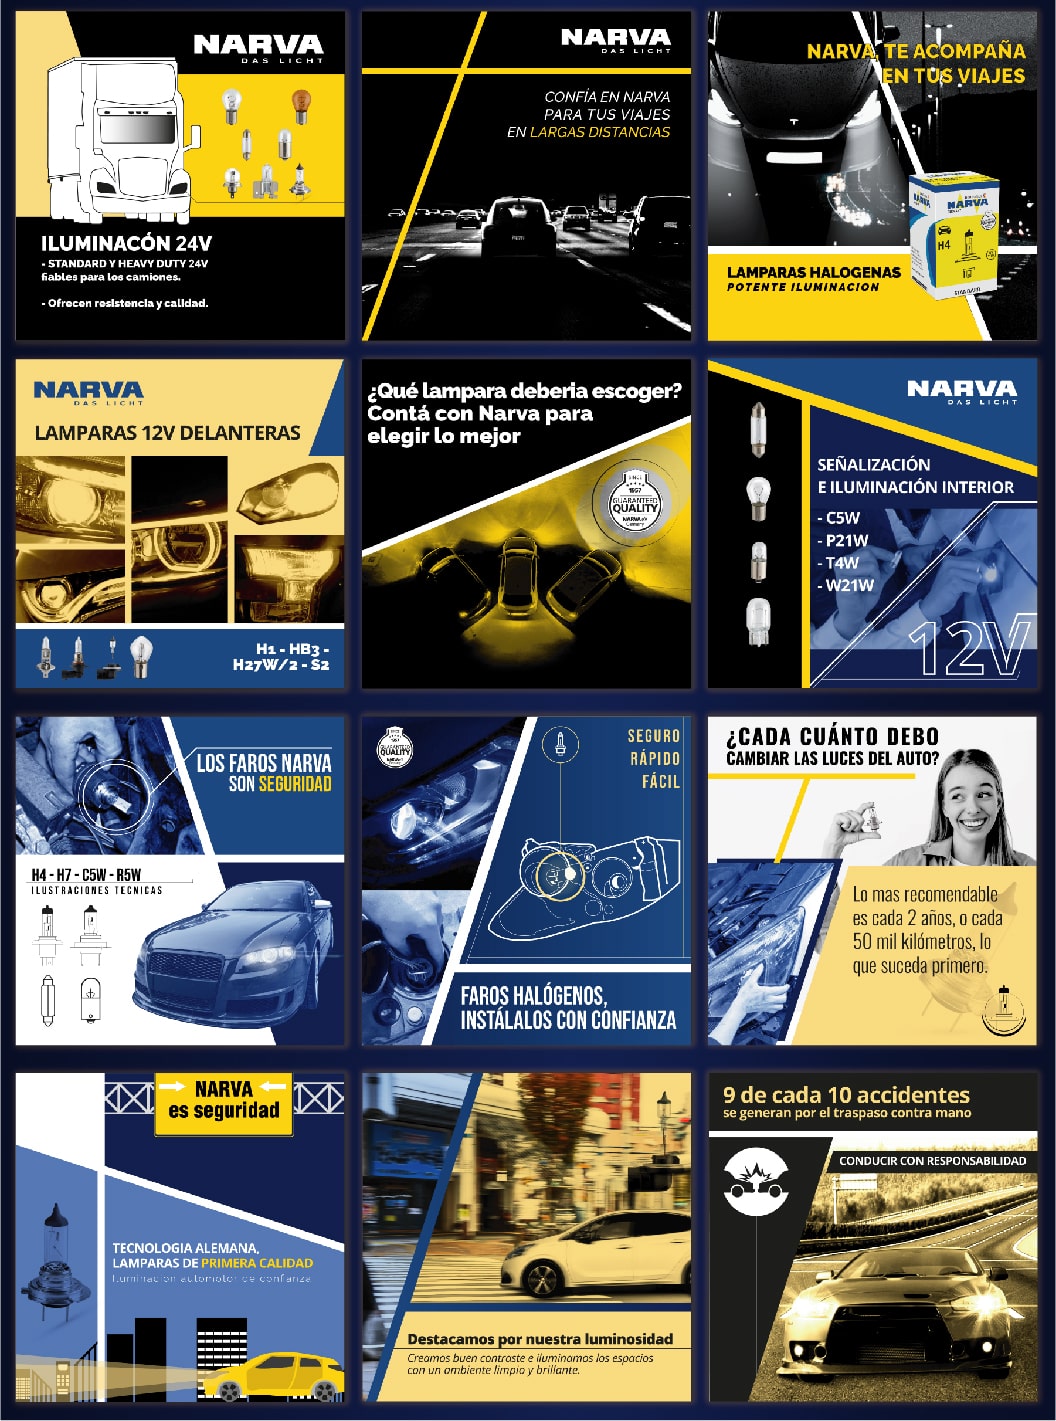 NARVA
DAS LICHT
ILUMINACÓN 24V
- STANDARD Y HEAVY DUTY 24V
fiables para los camiones.
- Ofrecen resistencia y calidad.
NARVA
DAS LICHT
CONFÍA EN NARVA
PARA TUS VIAJES
EN LARGAS DISTANCIAS
NARVA, TE ACOMPAÑA
EN TUS VIAJES
NARVA
NARVA
H4
STANDARD
LAMPARAS HALOGENAS
POTENTE ILUMINACION
NARVA
DAS LICHT
LAMPARAS 12V DELANTERAS
H1 - HB3 -
H27W/2 - S2
¿Qué lampara deberia escoger?
Contá con Narva para
elegir lo mejor
SINCE
1957
GUARANTEED
QUALITY
NARVA
NARVA
DAS LICHT
SEÑALIZACIÓN
E ILUMINACIÓN INTERIOR
- C5W
- P21W
- T4W
- W21W
12V
LOS FAROS NARVA
SON SEGURIDAD
H4 - H7 - C5W - R5W
ILUSTRACIONES TECNICAS
GUARANTEED
QUALITY
SEGURO
RÁPIDO
FÁCIL
FAROS HALÓGENOS,
INSTÁLALOS CON CONFIANZA
¿CADA CUÁNTO DEBO
CAMBIAR LAS LUCES DEL AUTO?
Lo mas recomendable
es cada 2 años, o cada
50 mil kilómetros, lo
que suceda primero.
NARVA
es seguridad
TECNOLOGIA ALEMANA,
LAMPARAS DE PRIMERA CALIDAD
Iluminacion automotor de confianza
Destacamos por nuestra luminosidad
Creamos buen contraste e iluminamos los espacios
con un ambiente limpio y brillante.
9 de cada 10 accidentes
se generan por el traspaso contra mano
CONDUCIR CON RESPONSABILIDAD